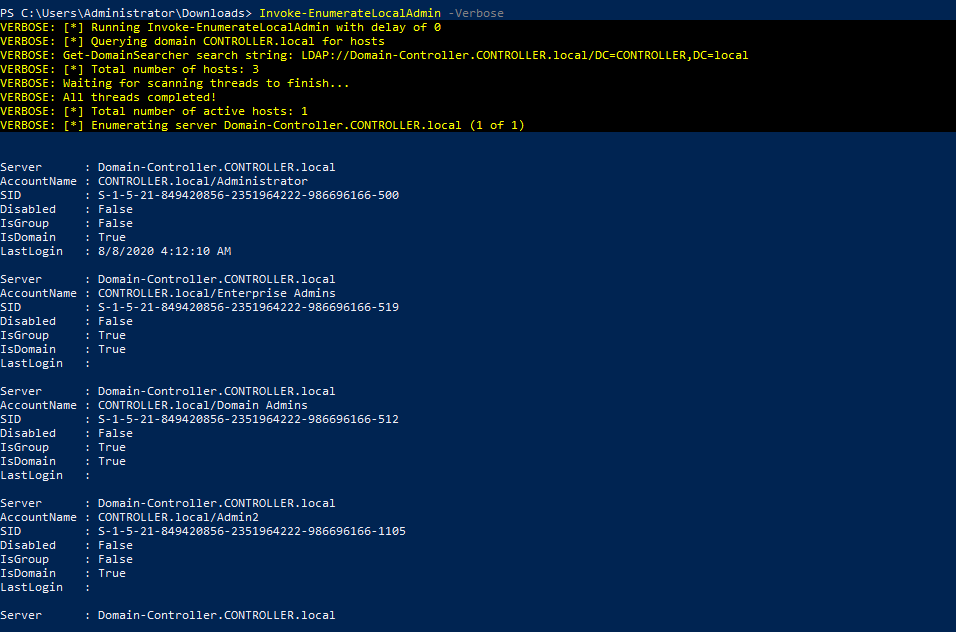 PS C:\Users\Administrator\Downloads> Invoke-EnumerateLocalAdmin -Verbose
VERBOSE: [*] Running Invoke-EnumerateLocalAdmin with delay of 0
VERBOSE: [*] Querying domain CONTROLLER.local for hosts
VERBOSE: Get-DomainSearcher search string: LDAP://Domain-Controller.CONTROLLER.local/DC=CONTROLLER,DC=local
VERBOSE: [*] Total number of hosts: 3
VERBOSE: Waiting for scanning threads to finish...
VERBOSE: All threads completed!
VERBOSE: [*] Total number of active hosts: 1
VERBOSE: [*] Enumerating server Domain-Controller.CONTROLLER.local (1 of 1)
Server      : Domain-Controller.CONTROLLER.local
AccountName : CONTROLLER.local/Administrator
SID         : S-1-5-21-849420856-2351964222-986696166-500
Disabled    : False
IsGroup     : False
IsDomain    : True
LastLogin   : 8/8/2020 4:12:10 AM
Server      : Domain-Controller.CONTROLLER.local
AccountName : CONTROLLER.local/Enterprise Admins
SID         : S-1-5-21-849420856-2351964222-986696166-519
Disabled    : False
IsGroup     : True
IsDomain    : True
LastLogin   :
Server      : Domain-Controller.CONTROLLER.local
AccountName : CONTROLLER.local/Domain Admins
SID         : S-1-5-21-849420856-2351964222-986696166-512
Disabled    : False
IsGroup     : True
IsDomain    : True
LastLogin   :
Server      : Domain-Controller.CONTROLLER.local
AccountName : CONTROLLER.local/Admin2
SID         : S-1-5-21-849420856-2351964222-986696166-1105
Disabled    : False
IsGroup     : False
IsDomain    : True
LastLogin   :
Server      : Domain-Controller.CONTROLLER.local